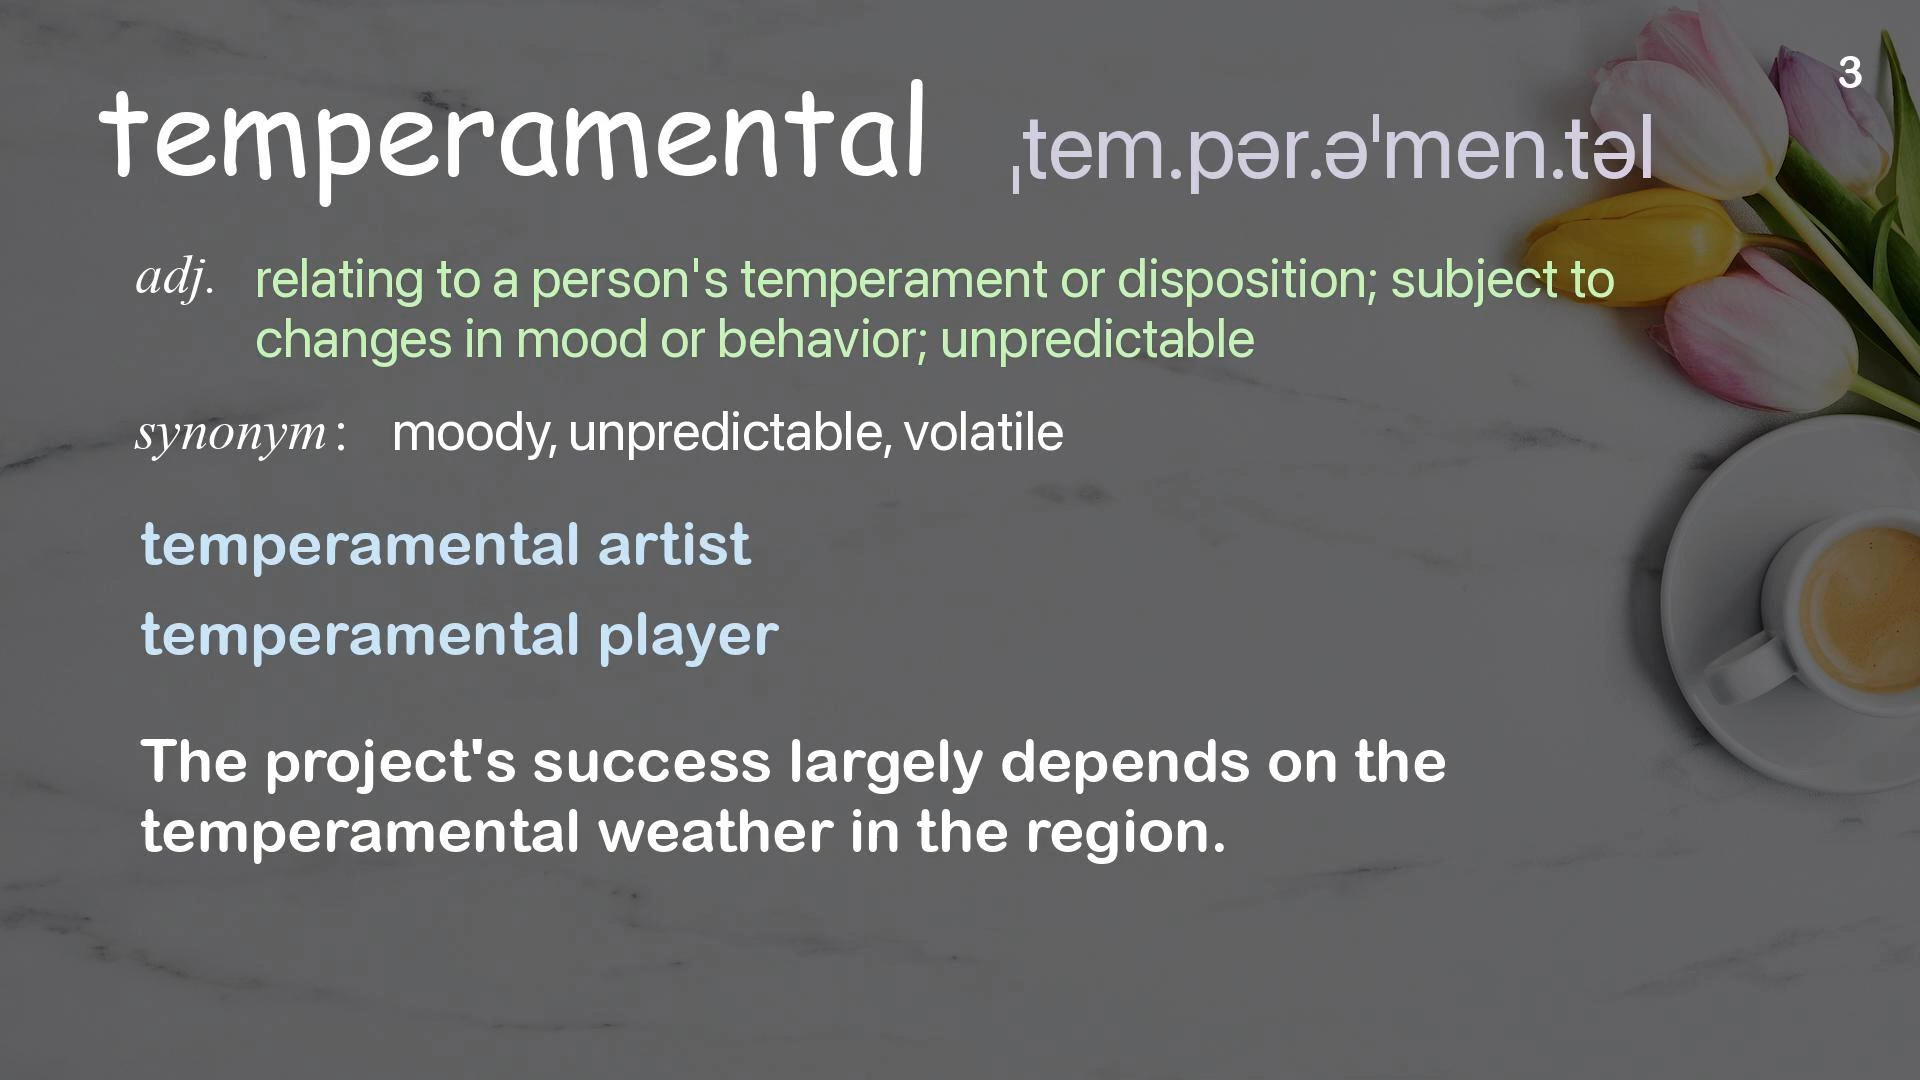 3
temperamental ˌtem.pər.əˈmen.təl
adj. relating to a person's temperament or disposition; subject to
changes in mood or behavior; unpredictable
synonym: moody, unpredictable, volatile
temperamental artist
temperamental player
The project's success largely depends on the
temperamental weather in the region.